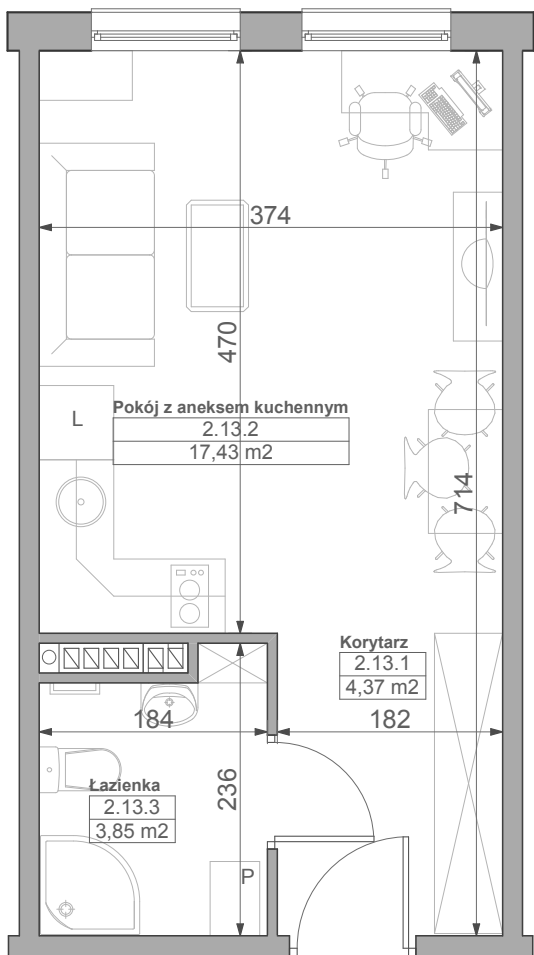 374
470
L
Pokój z aneksem kuchennym
2.13.2
17,43 m2
714
Korytarz
2.13.1
4,37 m2
184
182
236
Łazienka
2.13.3
3,85 m2
P